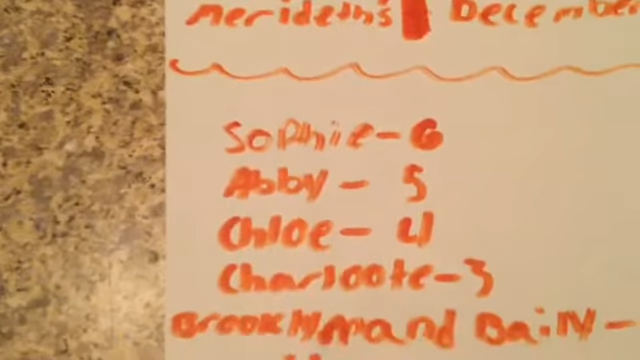 Merideth's December
Sophie - 6
Abby - 5
Chloe - 4
Charloote - 3
Brooklyn and Baily -